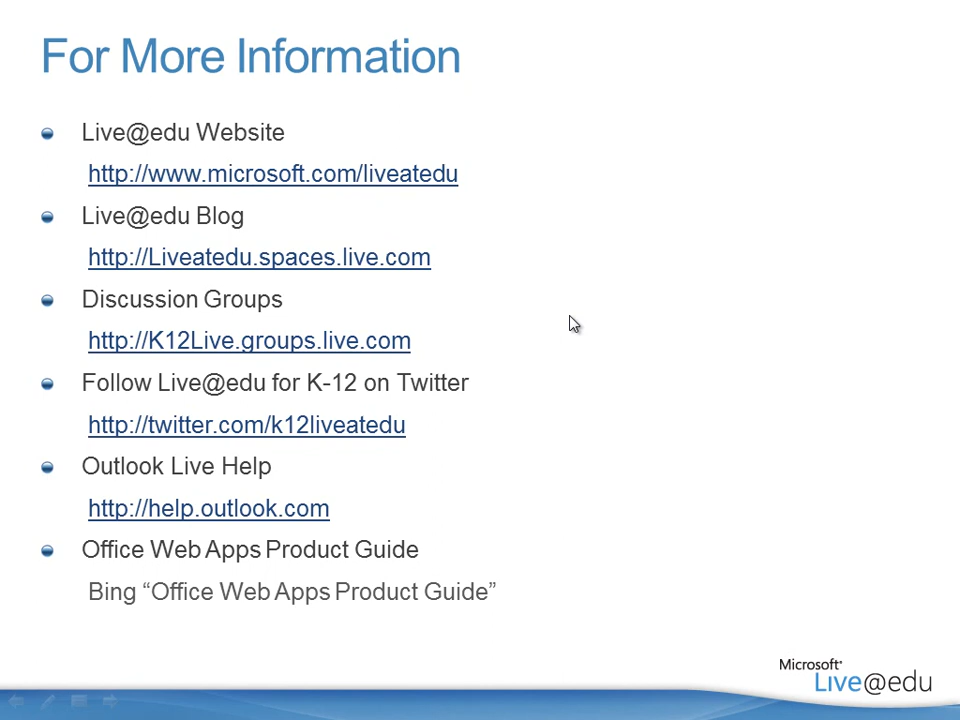 For More Information
Live@edu Website
http://www.microsoft.com/liveatedu
Live@edu Blog
http://Liveatedu.spaces.live.com
Discussion Groups
http://K12Live.groups.live.com
Follow Live@edu for K-12 on Twitter
http://twitter.com/k12liveatedu
Outlook Live Help
http://help.outlook.com
Office Web Apps Product Guide
Bing “Office Web Apps Product Guide”
Microsoft®
Live@edu